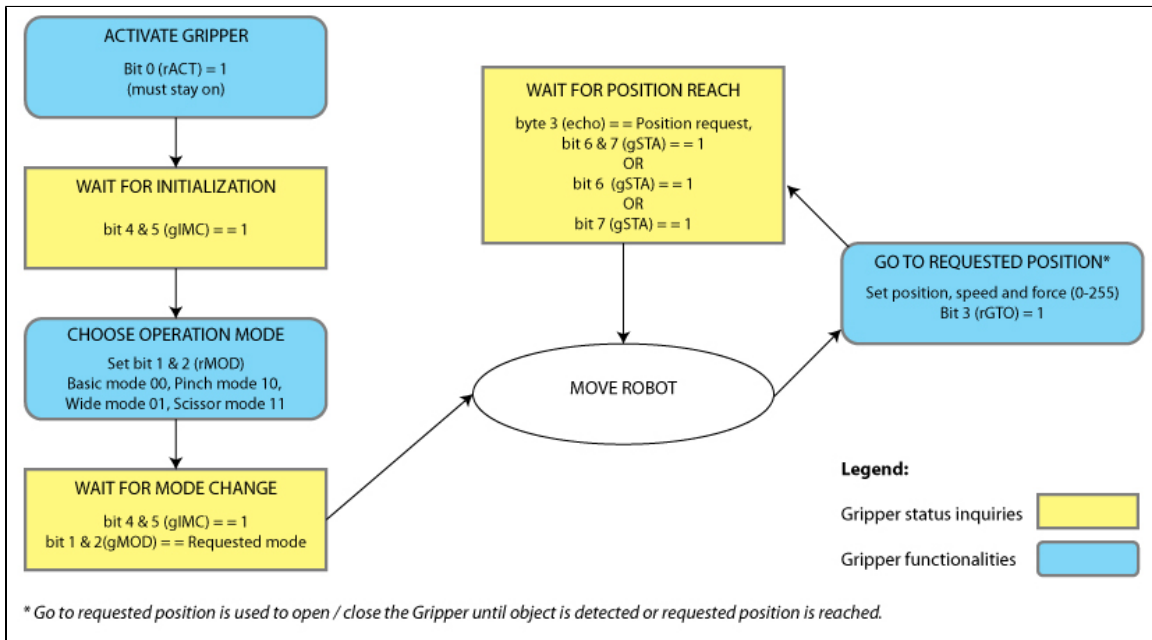 ACTIVATE GRIPPER
Bit 0 (rACT) = 1
(must stay on)
WAIT FOR INITIALIZATION
bit 4 & 5 (gIMC) = = 1
CHOOSE OPERATION MODE
Set bit 1 & 2 (rMOD)
Basic mode 00, Pinch mode 10,
Wide mode 01, Scissor mode 11
WAIT FOR MODE CHANGE
bit 4 & 5 (gIMC) = = 1
bit 1 & 2(gMOD) = = Requested mode
MOVE ROBOT
GO TO REQUESTED POSITION*
Set position, speed and force (0-255)
Bit 3 (rGTO) = 1
WAIT FOR POSITION REACH
byte 3 (echo) = = Position request,
bit 6 & 7 (gSTA) = = 1
OR
bit 6 (gSTA) = = 1
OR
bit 7 (gSTA) = = 1
Legend:
Gripper status inquiries
Gripper functionalities
* Go to requested position is used to open / close the Gripper until object is detected or requested position is reached.